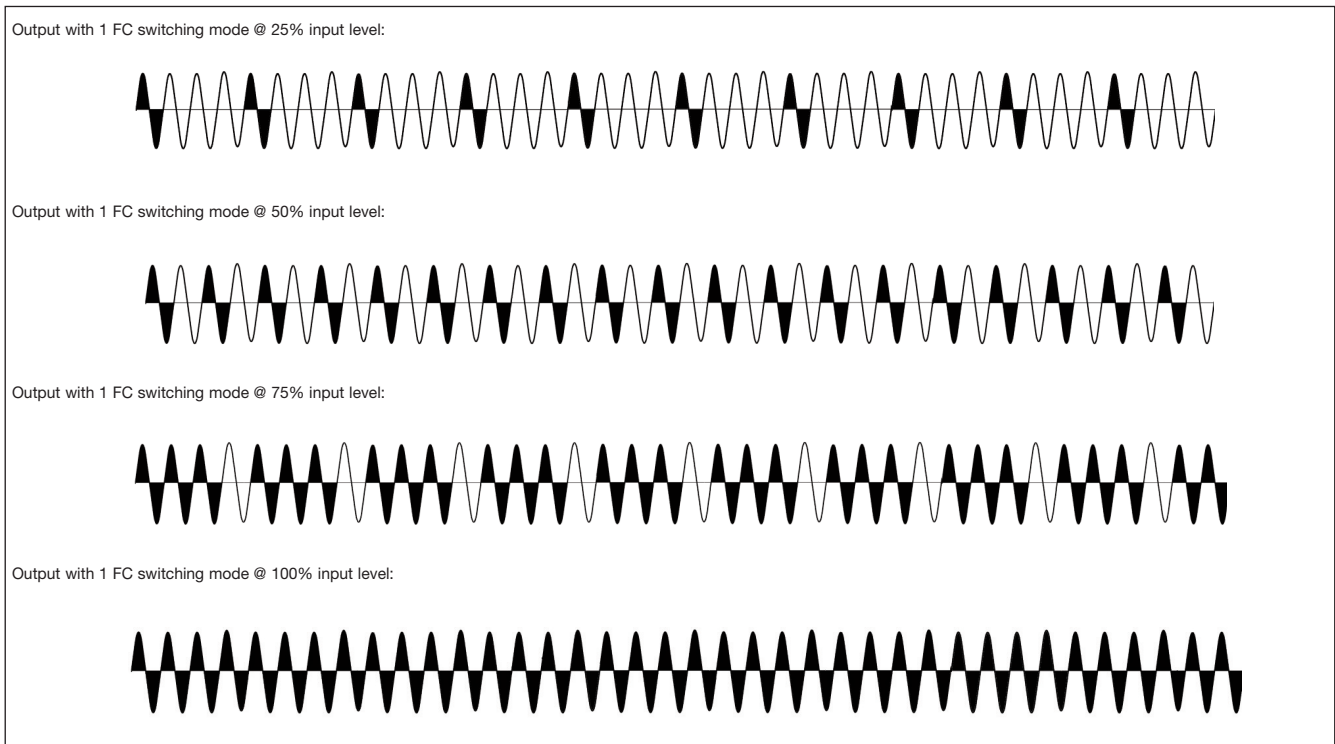 Output with 1 FC switching mode @ 25% input level:
Output with 1 FC switching mode @ 50% input level:
Output with 1 FC switching mode @ 75% input level:
Output with 1 FC switching mode @ 100% input level: